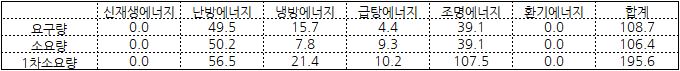 신재생에너지 난방에너지 냉방에너지 급탕에너지 조명에너지 환기에너지 합계
요구량 0.0 49.5 15.7 4.4 39.1 0.0 108.7
소요량 0.0 50.2 7.8 9.3 39.1 0.0 106.4
1차소요량 0.0 56.5 21.4 10.2 107.5 0.0 195.6